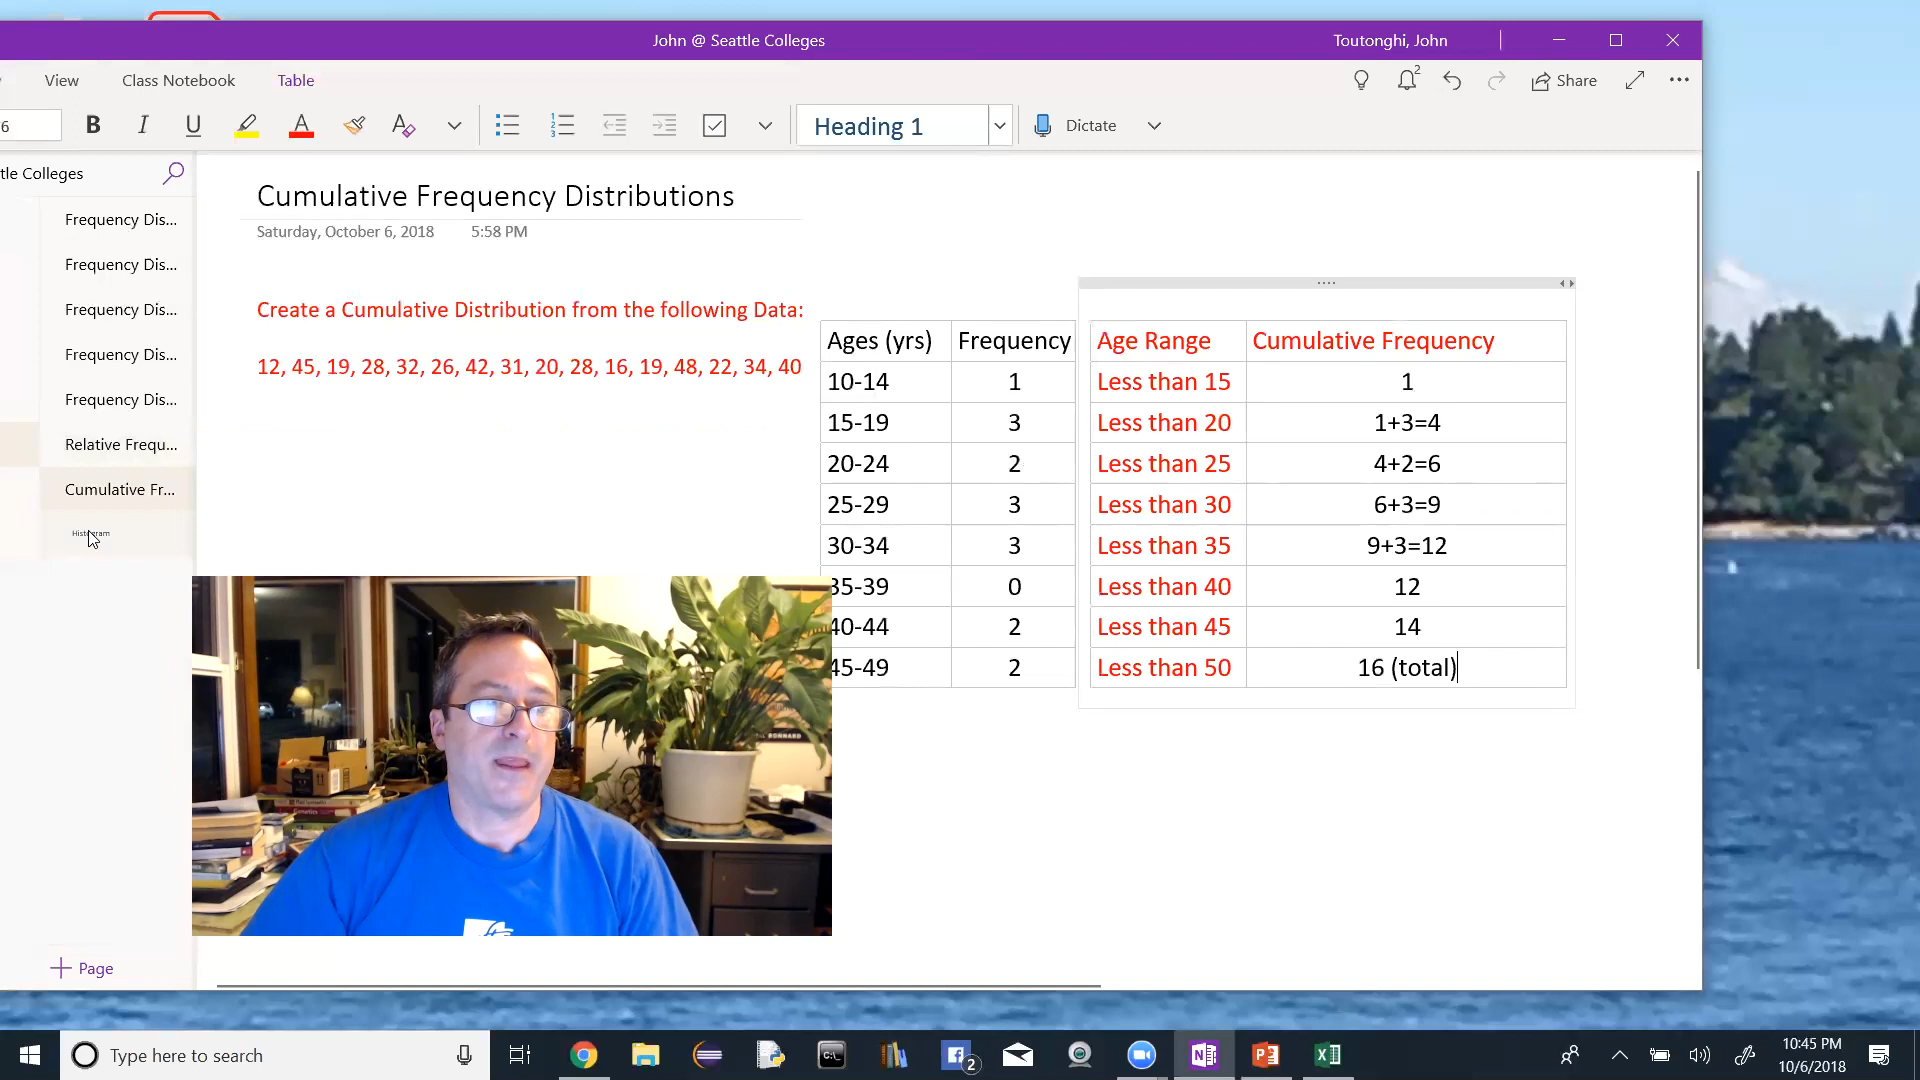 John @ Seattle Colleges
Toutonghi, John
View
Class Notebook
Table
2
Share
6
B
I
U
A
A
Heading 1
Dictate
tle Colleges
Frequency Dis...
Frequency Dis...
Frequency Dis...
Frequency Dis...
Frequency Dis...
Relative Frequ...
Cumulative Fr...
Page
Cumulative Frequency Distributions
Saturday, October 6, 2018 5:58 PM
Create a Cumulative Distribution from the following Data:
12, 45, 19, 28, 32, 26, 42, 31, 20, 28, 16, 19, 48, 22, 34, 40
Ages (yrs) Frequency Age Range Cumulative Frequency
10-14 1 Less than 15 1
15-19 3 Less than 20 1+3=4
20-24 2 Less than 25 4+2=6
25-29 3 Less than 30 6+3=9
30-34 3 Less than 35 9+3=12
35-39 0 Less than 40 12
40-44 2 Less than 45 14
45-49 2 Less than 50 16 (total)
BONNARD
Type here to search
2
10:45 PM
10/6/2018